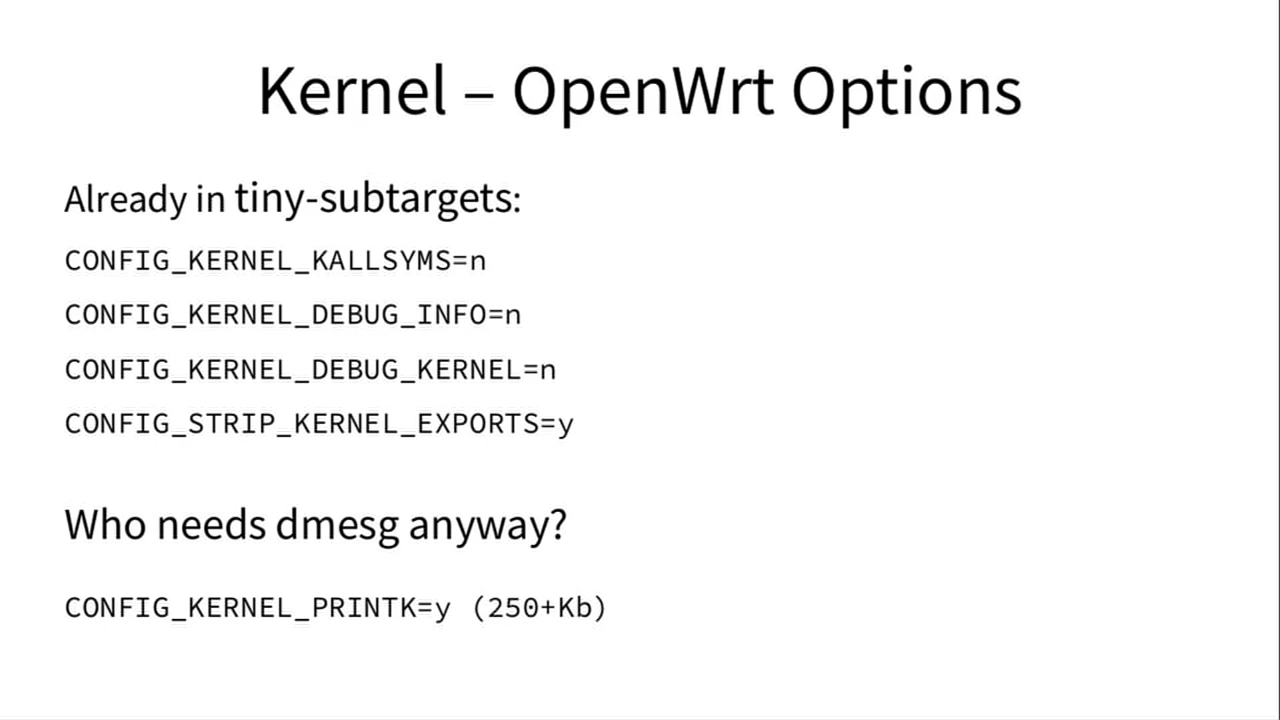 Kernel – OpenWrt Options
Already in tiny-subtargets:
CONFIG_KERNEL_KALLSYMS=n
CONFIG_KERNEL_DEBUG_INFO=n
CONFIG_KERNEL_DEBUG_KERNEL=n
CONFIG_STRIP_KERNEL_EXPORTS=y
Who needs dmesg anyway?
CONFIG_KERNEL_PRINTK=y (250+Kb)